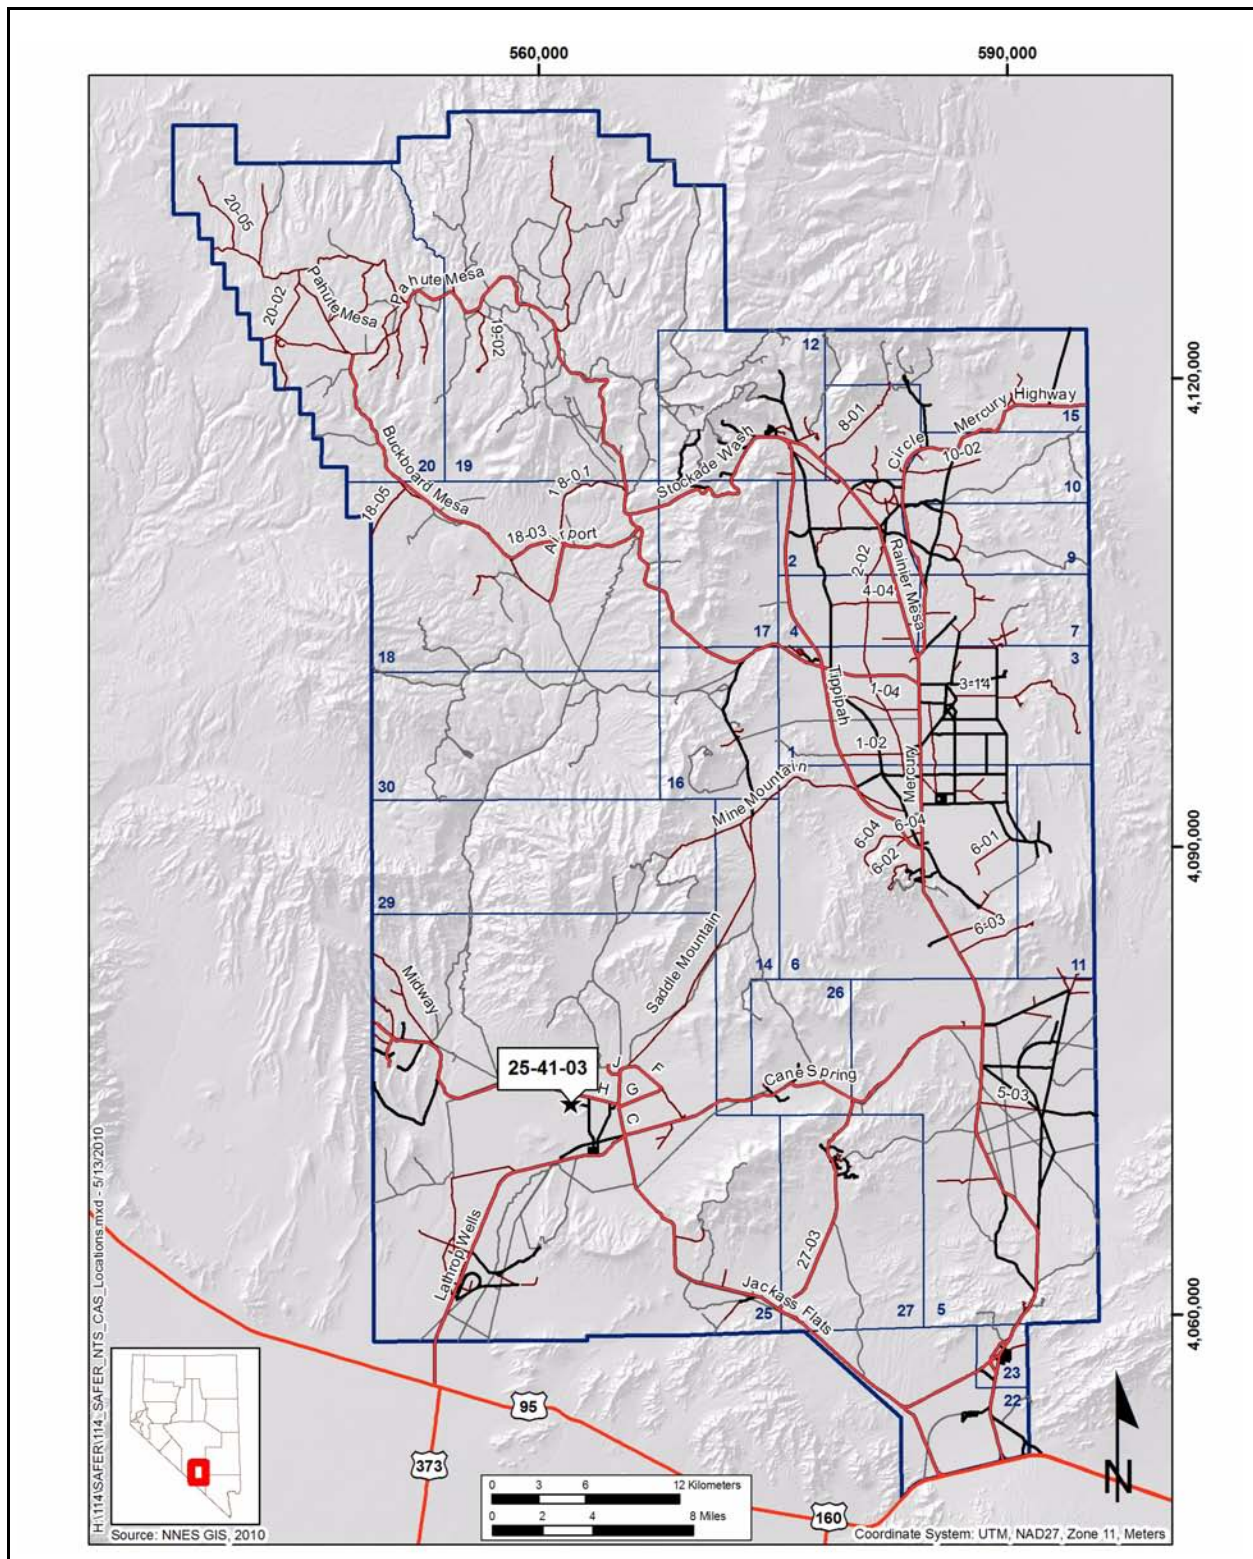 560,000
590,000
20-05
Pahute Mesa
Pahute Mesa
20-02
19-02
12
4,120,000
8-01
Mercury Highway
15
Circle
10-02
Buckboard Mesa
20
19
Stockade Wash
18-01
10
18-05
18-03
Airport
2
2-02
Rainier Mesa
9
4-04
17
4
7
18
3
Tippipah
1-04
3-14
1-02
1
Mercury
30
16
Mine Mountain
6-04
6-04
6-02
6-01
4,090,000
29
Saddle Mountain
6-03
14
6
11
Midway
26
25-41-03
J
F
H
G
C
Cane Spring
5-03
Lathrop Wells
27-03
Jackass Flats
25
27
5
4,060,000
23
22
95
373
160
0 3 6 12 Kilometers
0 2 4 8 Miles
N
H:\114\SAFER\114_SAFER_NTS_CAS_Locations.mxd - 5/13/2010
Source: NNES GIS, 2010
Coordinate System: UTM, NAD27, Zone 11, Meters